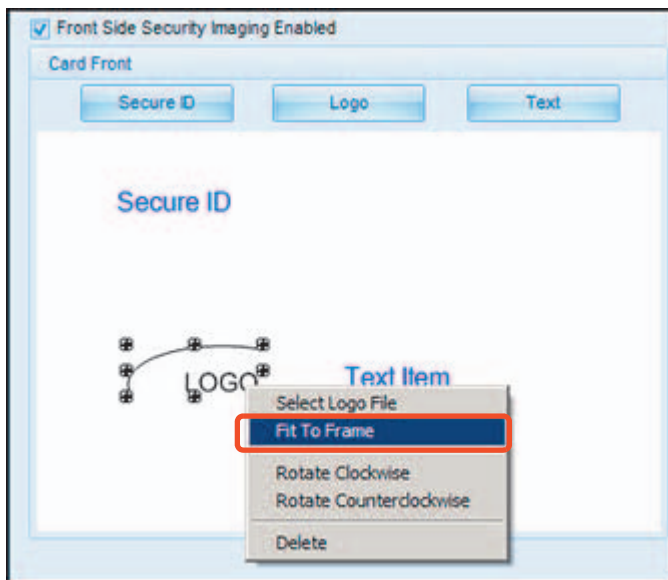 Front Side Security Imaging Enabled
Card Front
Secure ID Logo Text
Secure ID
LOGO
Text Item
Select Logo File
Fit To Frame
Rotate Clockwise
Rotate Counterclockwise
Delete